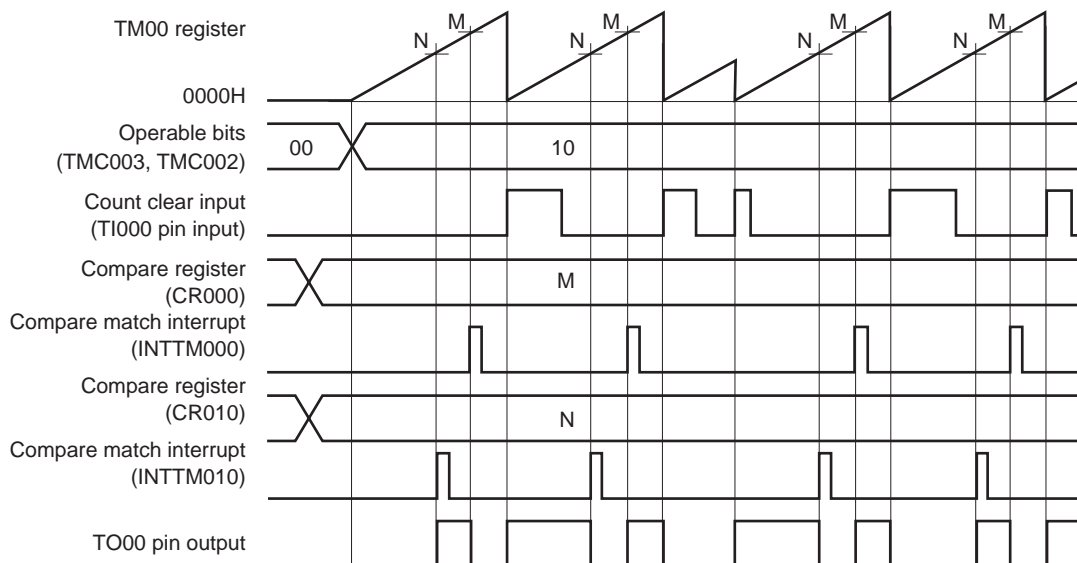 M
M
M
M
TM00 register
N
N
N
N
0000H
Operable bits
(TMC003, TMC002)
00
10
Count clear input
(TI000 pin input)
Compare register
(CR000)
M
Compare match interrupt
(INTTM000)
Compare register
(CR010)
N
Compare match interrupt
(INTTM010)
TO00 pin output